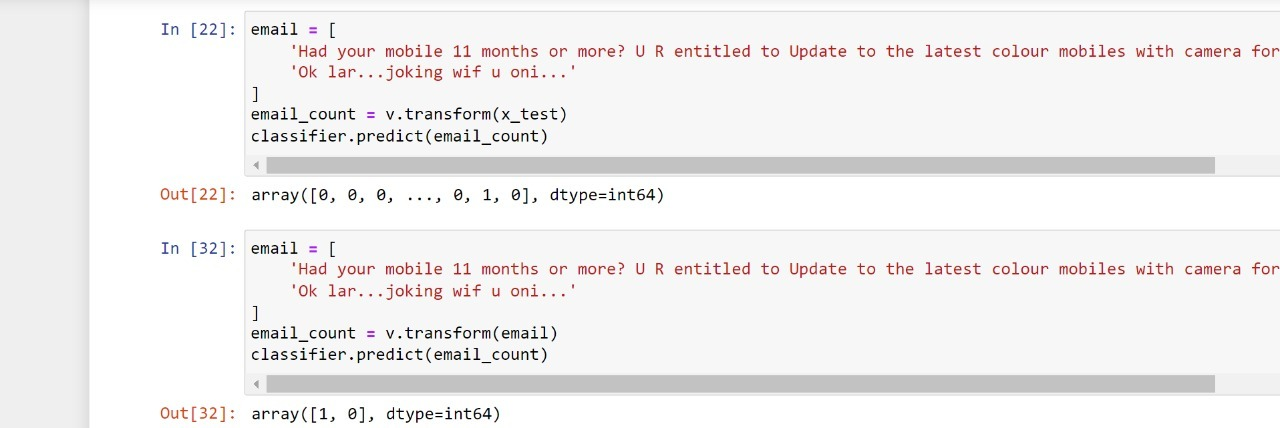 In [22]: email = [
'Had your mobile 11 months or more? U R entitled to Update to the latest colour mobiles with camera for
'Ok lar...joking wif u oni...'
]
email_count = v.transform(x_test)
classifier.predict(email_count)
Out[22]: array([0, 0, 0, ..., 0, 1, 0], dtype=int64)
In [32]: email = [
'Had your mobile 11 months or more? U R entitled to Update to the latest colour mobiles with camera for
'Ok lar...joking wif u oni...'
]
email_count = v.transform(email)
classifier.predict(email_count)
Out[32]: array([1, 0], dtype=int64)